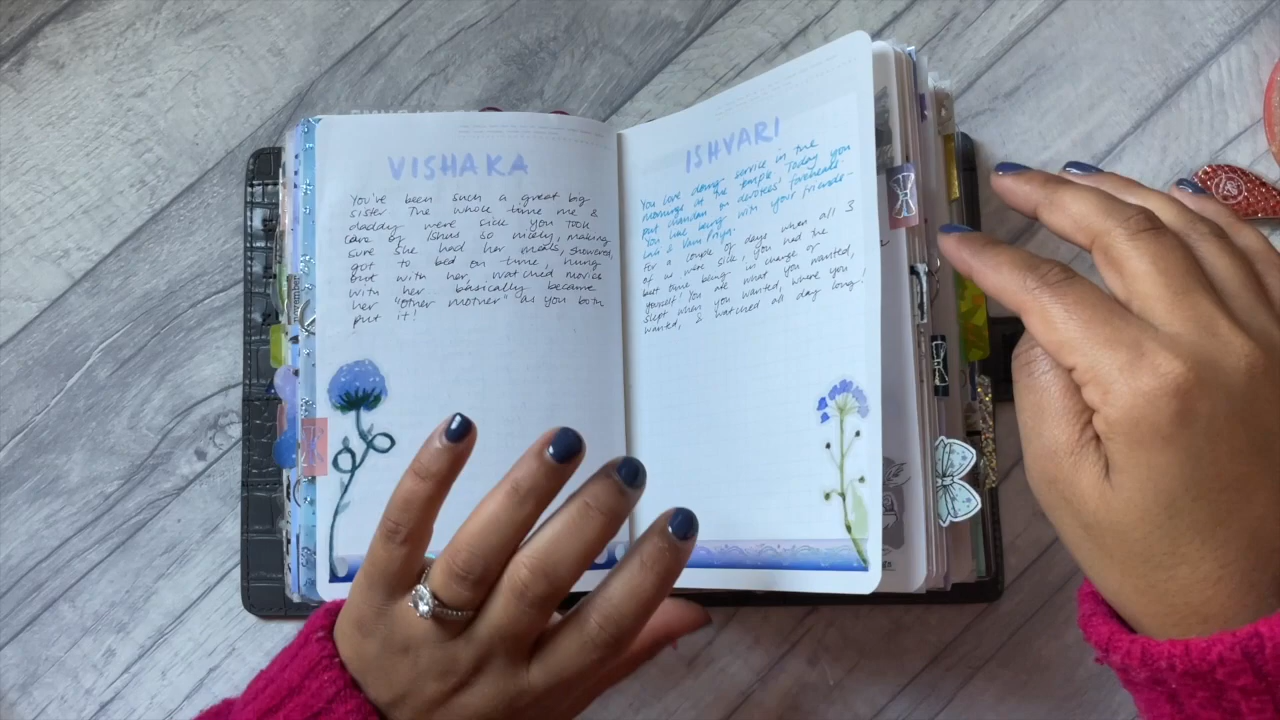 VISHAKA
You've been such a great big
sister. The whole time me &
daddy were sick you took
care of Ishus so nicely, making
sure she had her meals, showered,
got to bed on time, hung
out with her, watched movies
with her basically became
her "other mother" as you both
put it!
ISHVARI
You love doing service in the
mornings at the temple. Today you
put chandan on devotees' foreheads.
You like being with your friends-
& Vani Priya.
For a couple of days when all 3
of us were sick, you had the
best time being in charge of
yourself! You ate what you wanted,
slept when you wanted, where you
wanted, & watched all day long!